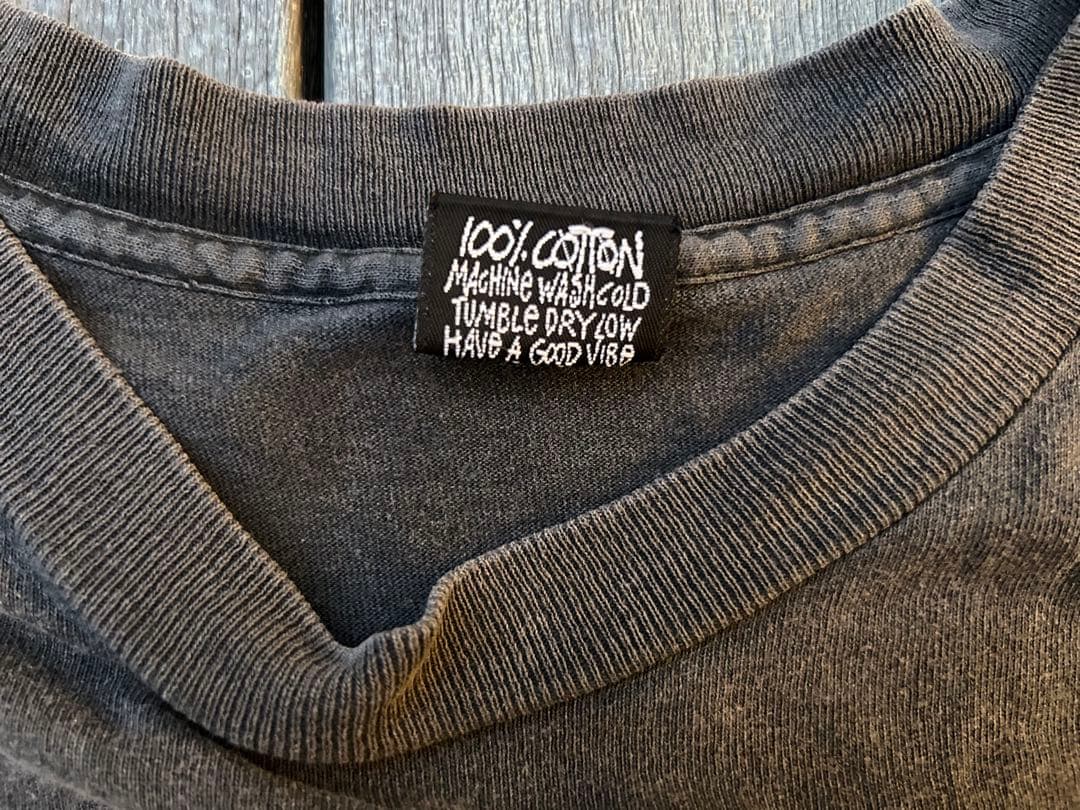 100% COTTON
MACHINE WASH COLD
TUMBLE DRY LOW
HAVE A GOOD VIBE